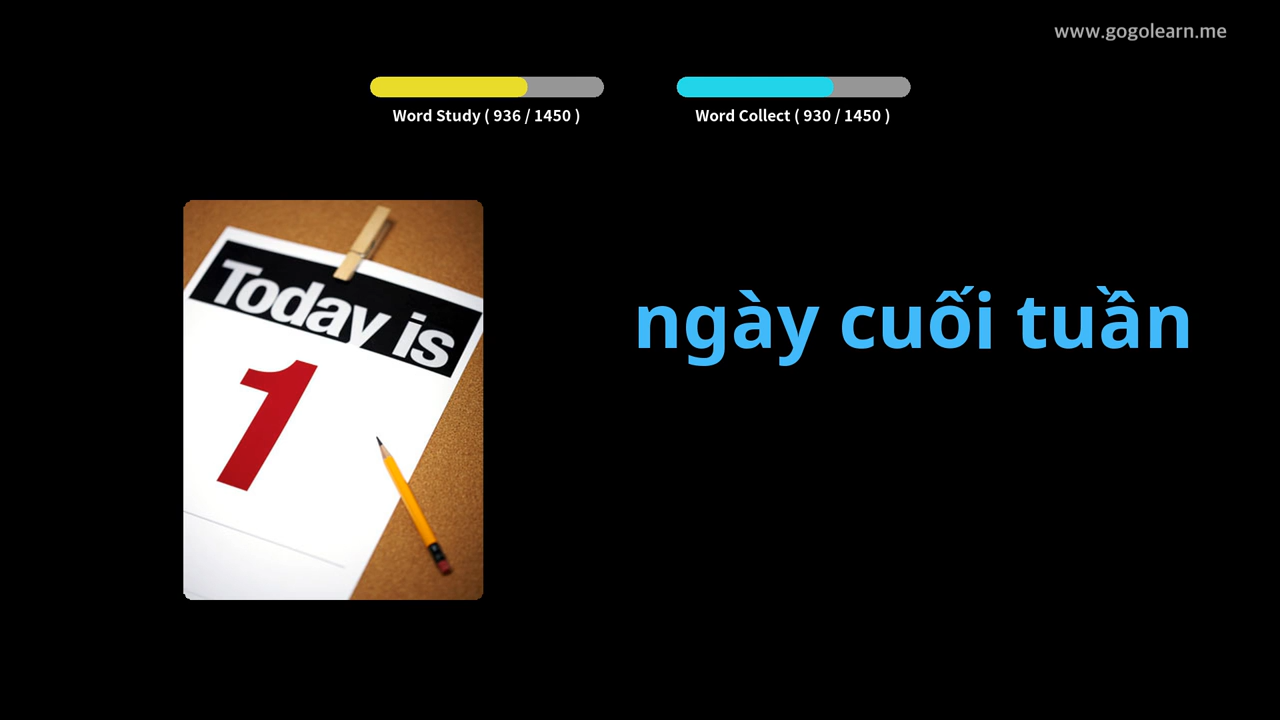 www.gogolearn.me
Word Study ( 936 / 1450 )
Word Collect ( 930 / 1450 )
Today is
1
ngày cuối tuần